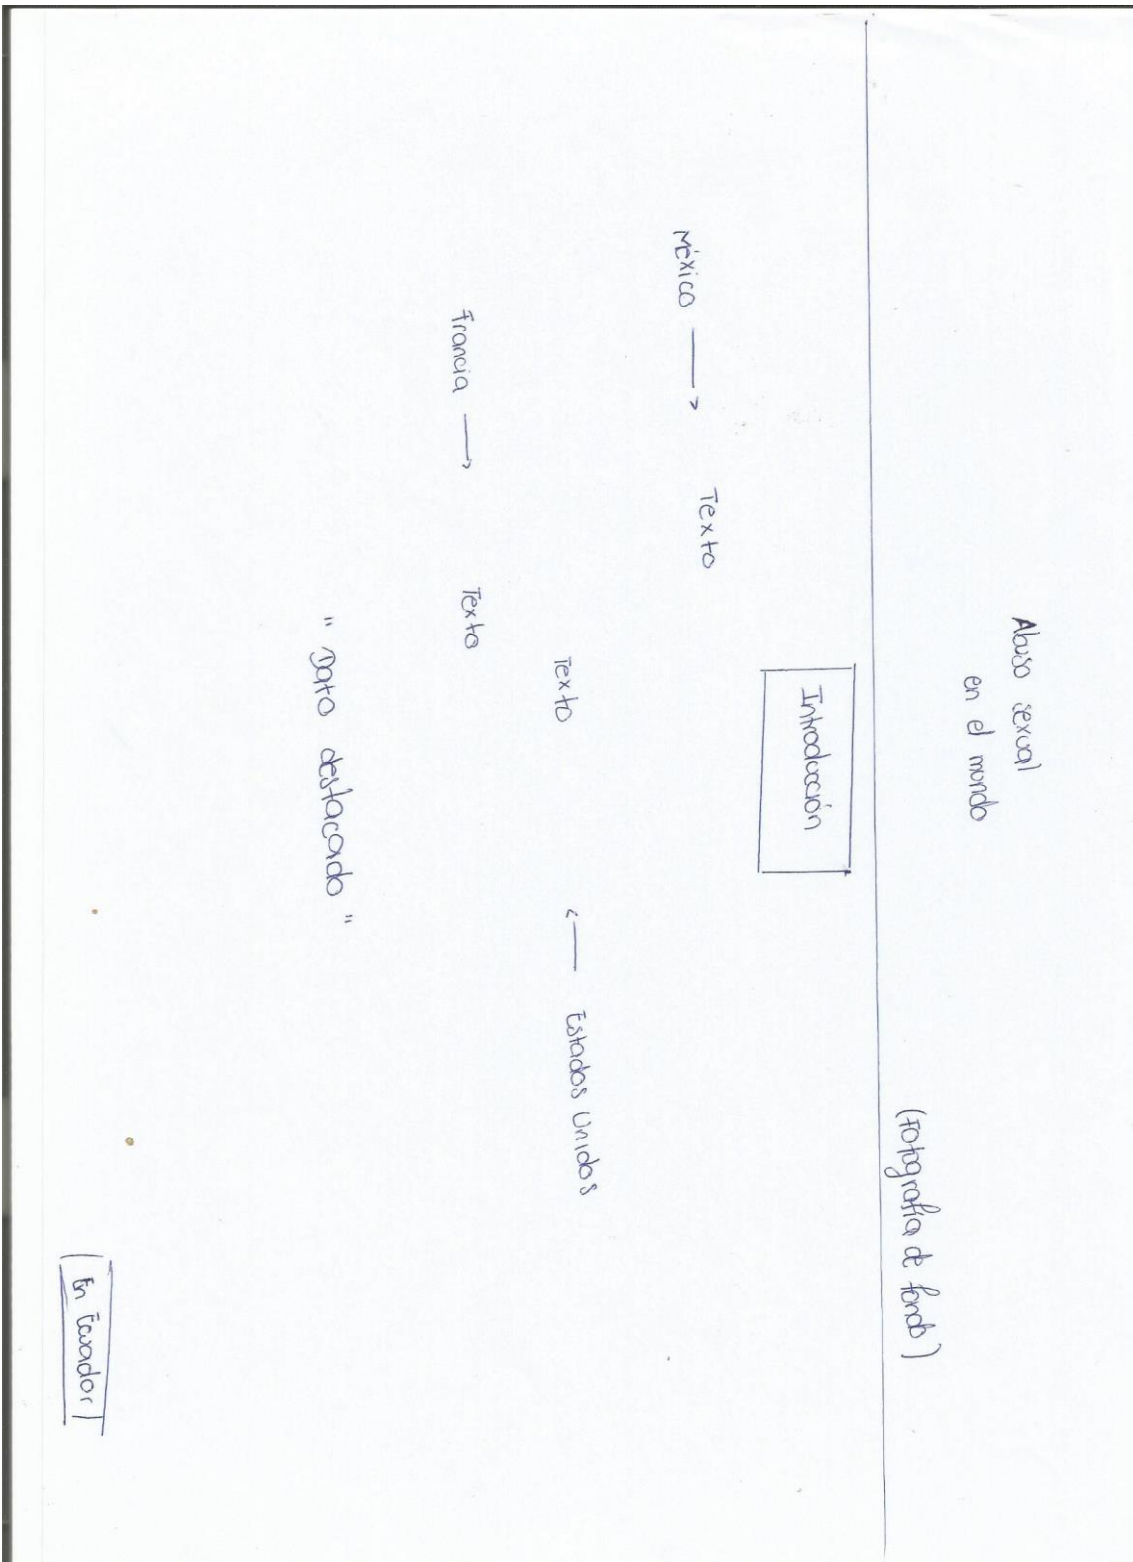 Abuso sexual
en el mundo
(Fotografía de fondo)
Introducción
México → Texto
Texto ← Estados Unidos
Francia → Texto
" Dato destacado "
En Ecuador